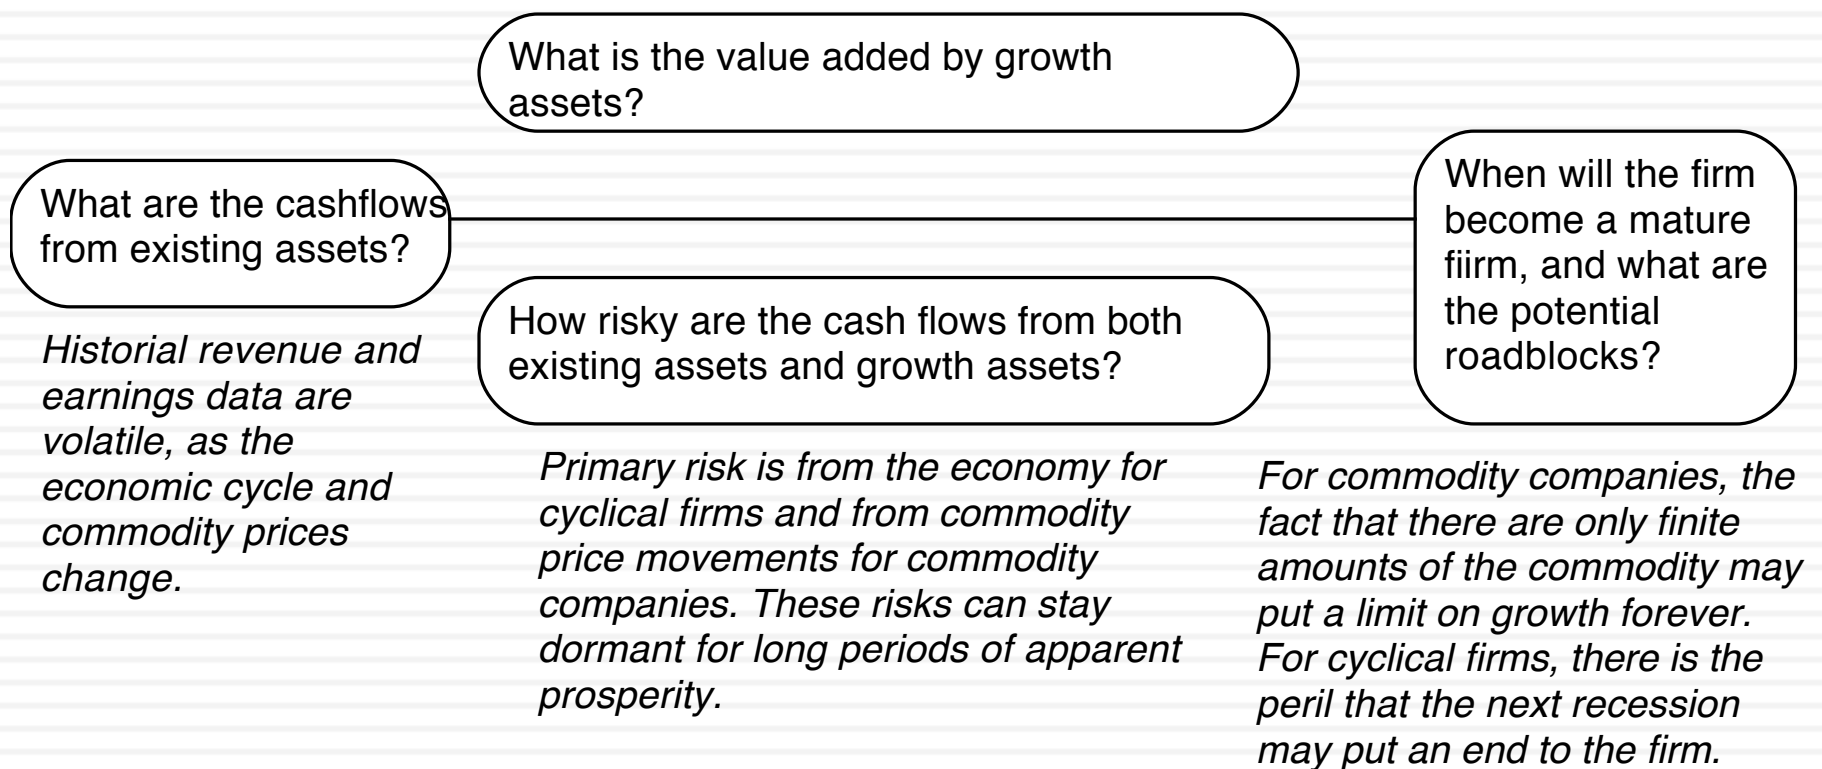 What is the value added by growth
assets?
What are the cashflows
from existing assets?
Historial revenue and
earnings data are
volatile, as the
economic cycle and
commodity prices
change.
How risky are the cash flows from both
existing assets and growth assets?
Primary risk is from the economy for
cyclical firms and from commodity
price movements for commodity
companies. These risks can stay
dormant for long periods of apparent
prosperity.
When will the firm
become a mature
fiirm, and what are
the potential
roadblocks?
For commodity companies, the
fact that there are only finite
amounts of the commodity may
put a limit on growth forever.
For cyclical firms, there is the
peril that the next recession
may put an end to the firm.